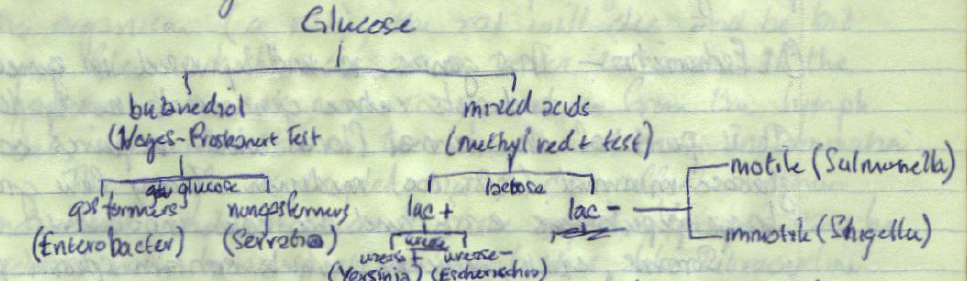 Glucose
butanediol mixed acids
(Voges-Proskauer Test (methyl red + test)
motile (Salmonella)
glucose lactose
gas formers nongasformers lac + lac -
(Enterobacter) (Serratia) immotile (Shigella)
urease
urease + urease -
(Yersinia) (Escherichia)